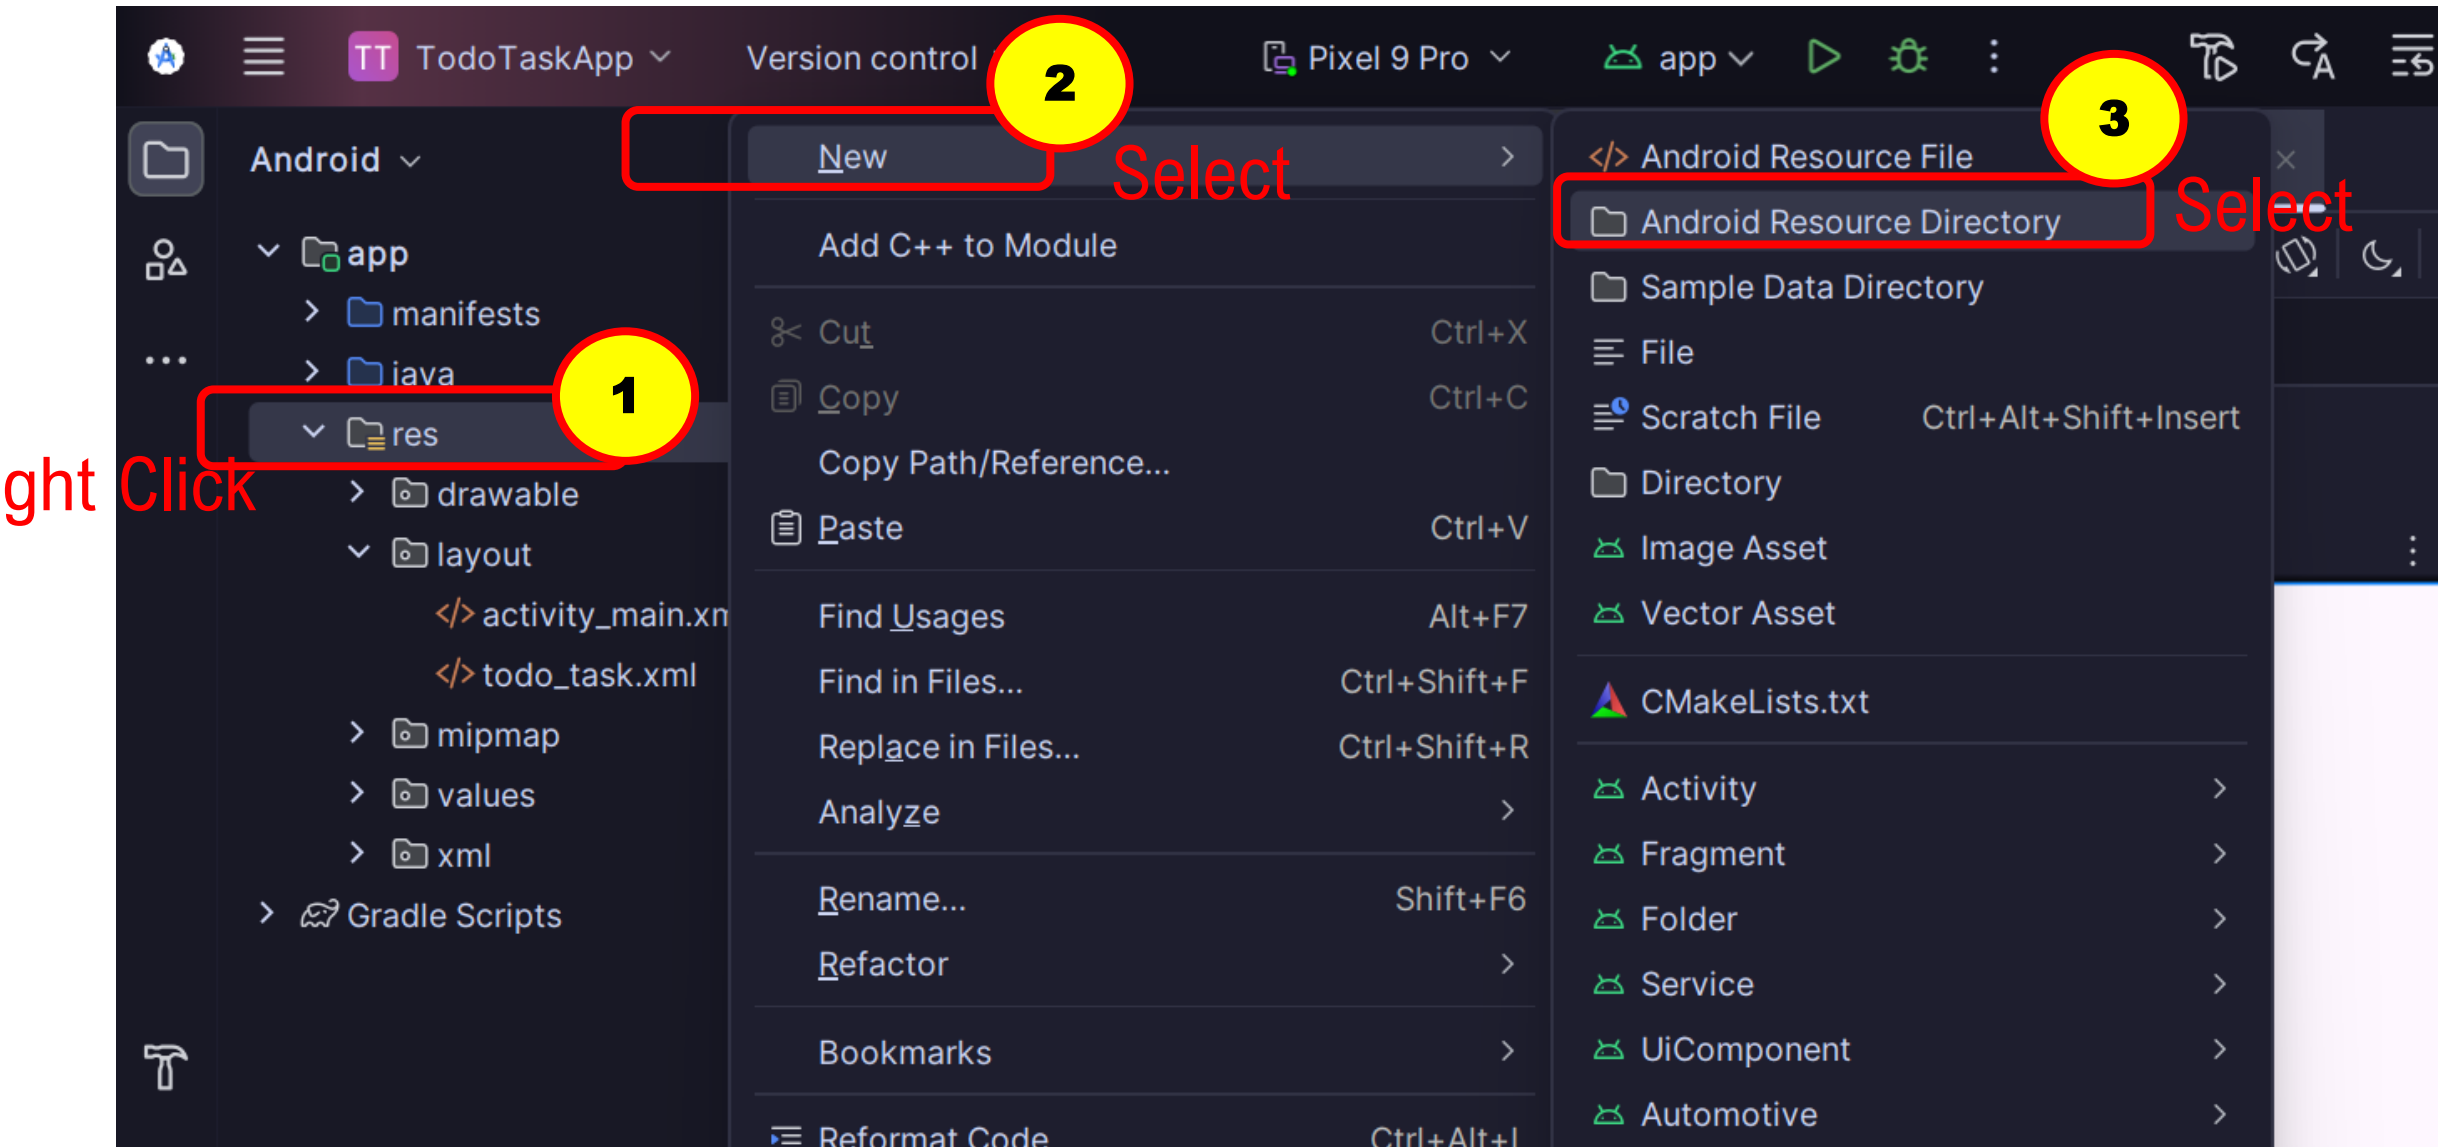 TT TodoTaskApp
Version control
Pixel 9 Pro
app
2
3
Android
New
Select
Android Resource File
Android Resource Directory
Select
app
Add C++ to Module
Sample Data Directory
manifests
Cut Ctrl+X
File
java
1
Copy Ctrl+C
Scratch File Ctrl+Alt+Shift+Insert
res
Copy Path/Reference...
ght Click
Directory
drawable
Paste Ctrl+V
Image Asset
layout
activity_main.xm
Find Usages Alt+F7
Vector Asset
todo_task.xml
Find in Files... Ctrl+Shift+F
CMakeLists.txt
mipmap
Replace in Files... Ctrl+Shift+R
Activity
values
Analyze
Fragment
xml
Rename... Shift+F6
Folder
Gradle Scripts
Refactor
Service
Bookmarks
UiComponent
Automotive
Reformat Code Ctrl+Alt+L